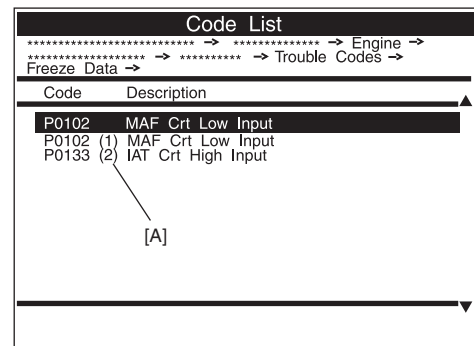 Code List
*************************** → ************** → Engine →
******************* → ********** → Trouble Codes →
Freeze Data →
Code Description
P0102 MAF Crt Low Input
P0102 (1) MAF Crt Low Input
P0133 (2) IAT Crt High Input
[A]